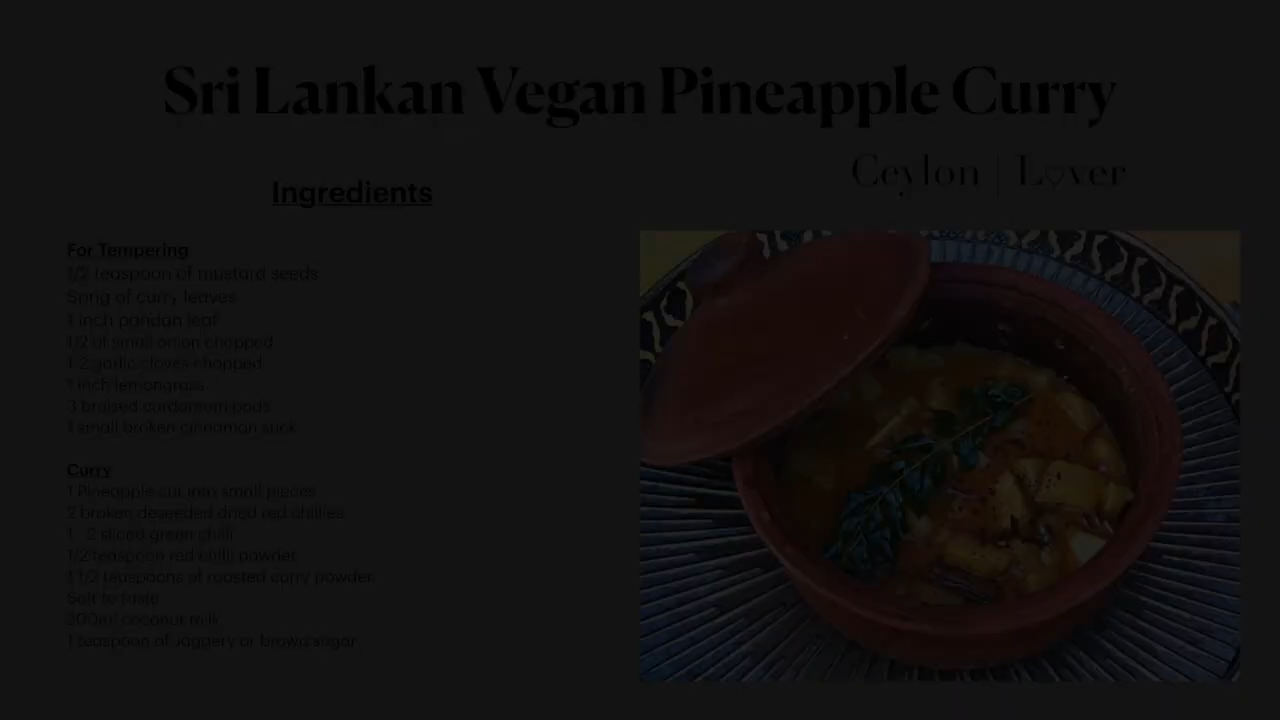 Sri Lankan Vegan Pineapple Curry
Ceylon | Lover
Ingredients
For Tempering
1/2 teaspoon of mustard seeds
Sprig of curry leaves
1 inch pandan leaf
1/2 of small onion chopped
1-2 garlic cloves chopped
1 inch lemongrass
3 bruised cardamom pods
1 small broken cinnamon stick
Curry
1 Pineapple cut into small pieces
2 broken deseeded dried red chillies
1 - 2 sliced green chilli
1/2 teaspoon red chilli powder
1 1/2 teaspoons of roasted curry powder
Salt to taste
300ml coconut milk
1 teaspoon of Jaggery or brown sugar